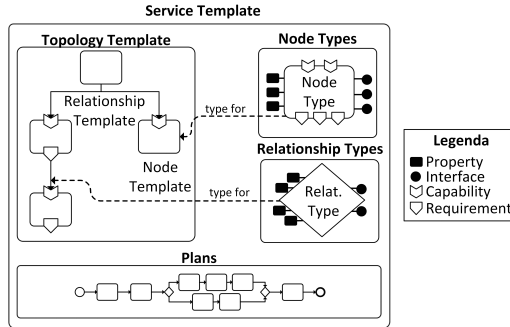 Service Template
Topology Template
Node Types
Relationship
Template
type for
Node
Type
Node
Template
Relationship Types
type for
Relat.
Type
Legenda
Property
Interface
Capability
Requirement
Plans